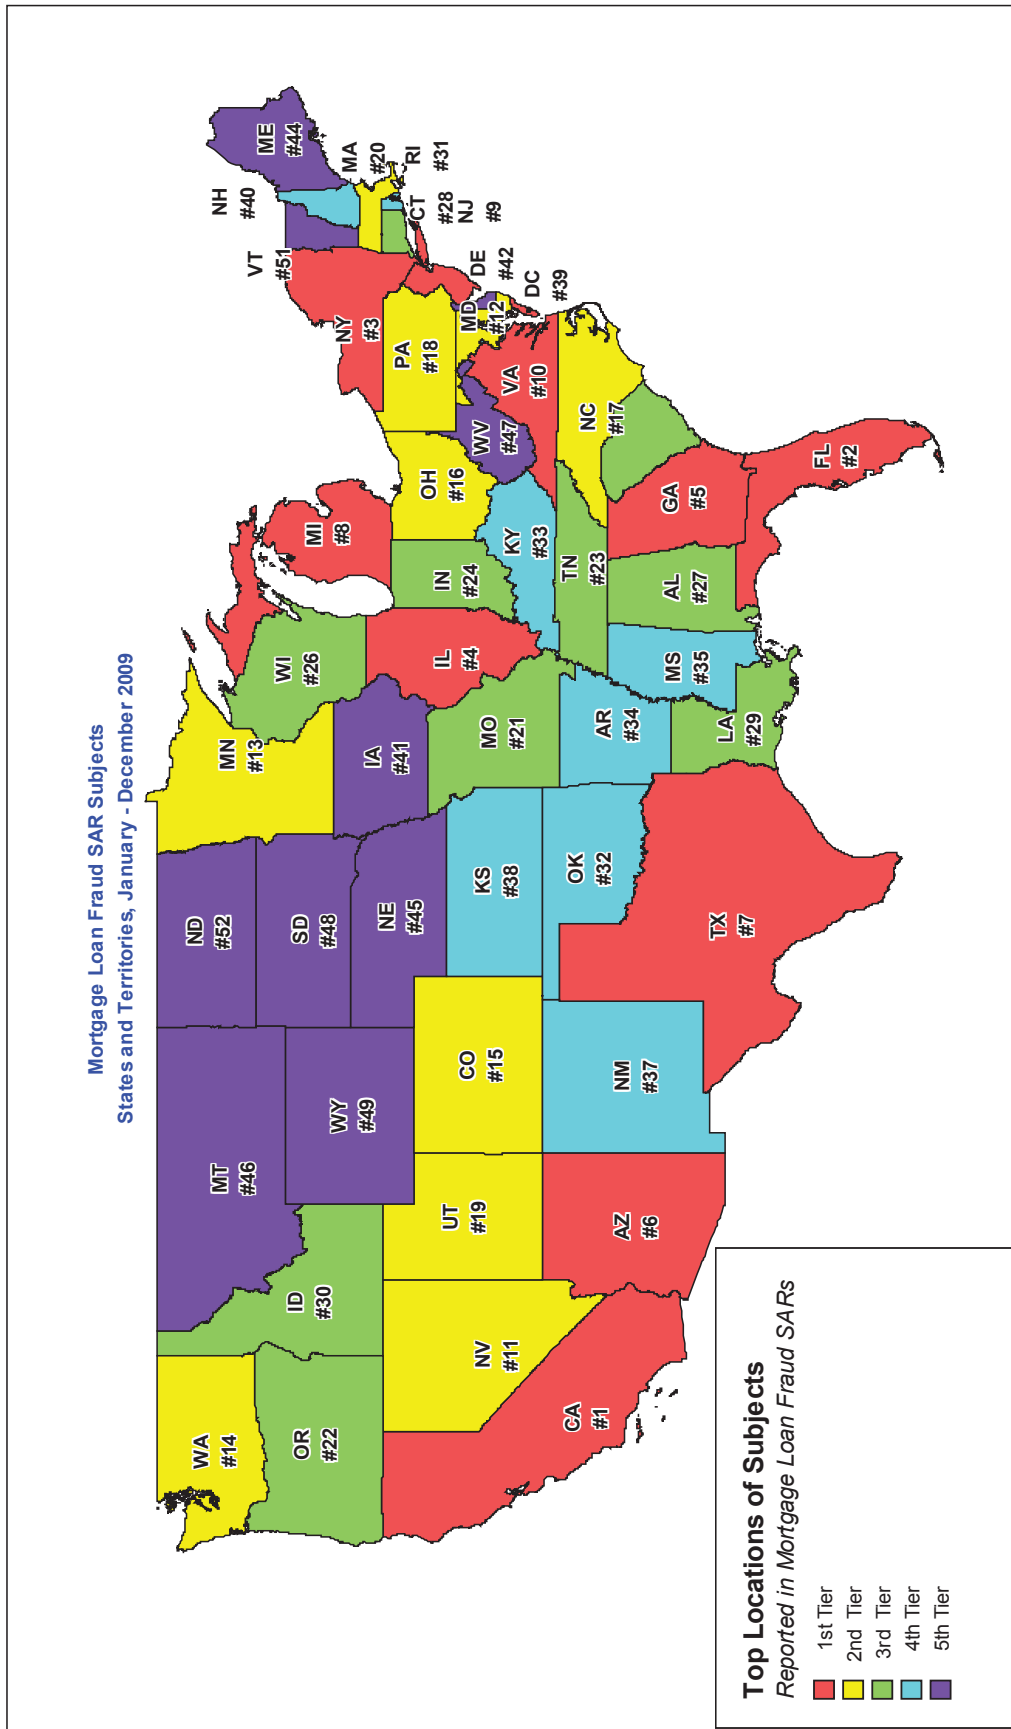 Mortgage Loan Fraud SAR Subjects
States and Territories, January - December 2009
WA
#14
OR
#22
CA
#1
NV
#11
ID
#30
MT
#46
WY
#49
UT
#19
AZ
#6
CO
#15
NM
#37
ND
#52
SD
#48
NE
#45
KS
#38
OK
#32
TX
#7
MN
#13
IA
#41
MO
#21
AR
#34
LA
#29
WI
#26
IL
#4
MS
#35
MI
#8
IN
#24
KY
#33
TN
#23
AL
#27
OH
#16
WV
#47
GA
#5
FL
#2
NC
#17
VA
#10
PA
#18
NY
#3
MD
#12
VT
#51
NH
#40
ME
#44
MA
#20
RI
#31
CT
#28
NJ
#9
DE
#42
DC
#39
Top Locations of Subjects
Reported in Mortgage Loan Fraud SARs
1st Tier
2nd Tier
3rd Tier
4th Tier
5th Tier